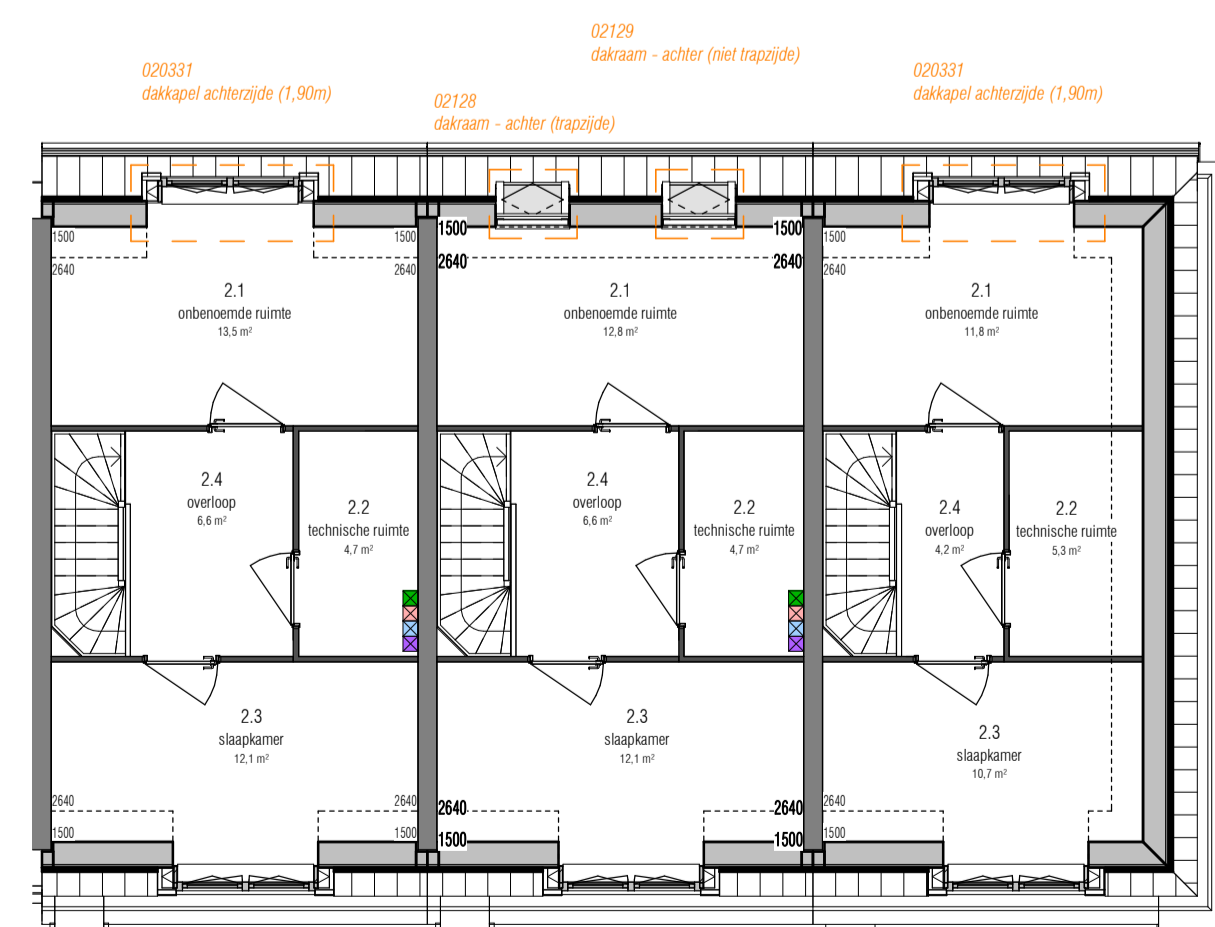 02129
dakraam - achter (niet trapzijde)
020331
dakkapel achterzijde (1,90m)
020331
dakkapel achterzijde (1,90m)
02128
dakraam - achter (trapzijde)
1500
1500
1500
1500
1500
2640
2640
2640
2640
2640
2.1
onbenoemde ruimte
13,5 m²
2.1
onbenoemde ruimte
12,8 m²
2.1
onbenoemde ruimte
11,8 m²
2.4
overloop
6,6 m²
2.2
technische ruimte
4,7 m²
2.4
overloop
6,6 m²
2.2
technische ruimte
4,7 m²
2.4
overloop
4,2 m²
2.2
technische ruimte
5,3 m²
2.3
slaapkamer
12,1 m²
2.3
slaapkamer
12,1 m²
2.3
slaapkamer
10,7 m²
2640
2640
2640
2640
2640
1500
1500
1500
1500
1500